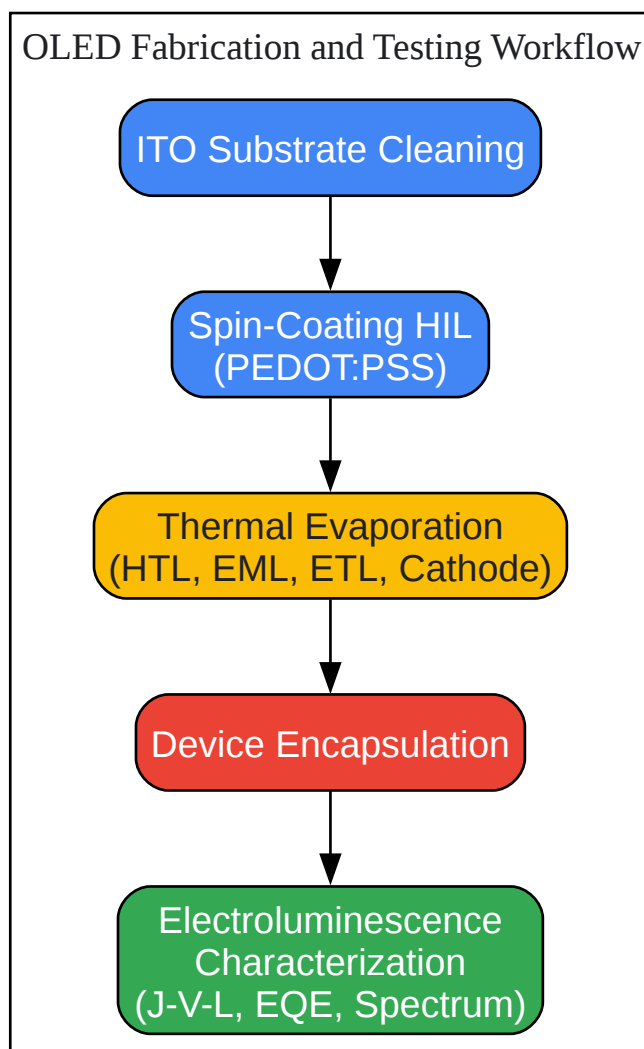 OLED Fabrication and Testing Workflow
ITO Substrate Cleaning
Spin-Coating HIL
(PEDOT:PSS)
Thermal Evaporation
(HTL, EML, ETL, Cathode)
Device Encapsulation
Electroluminescence
Characterization
(J-V-L, EQE, Spectrum)